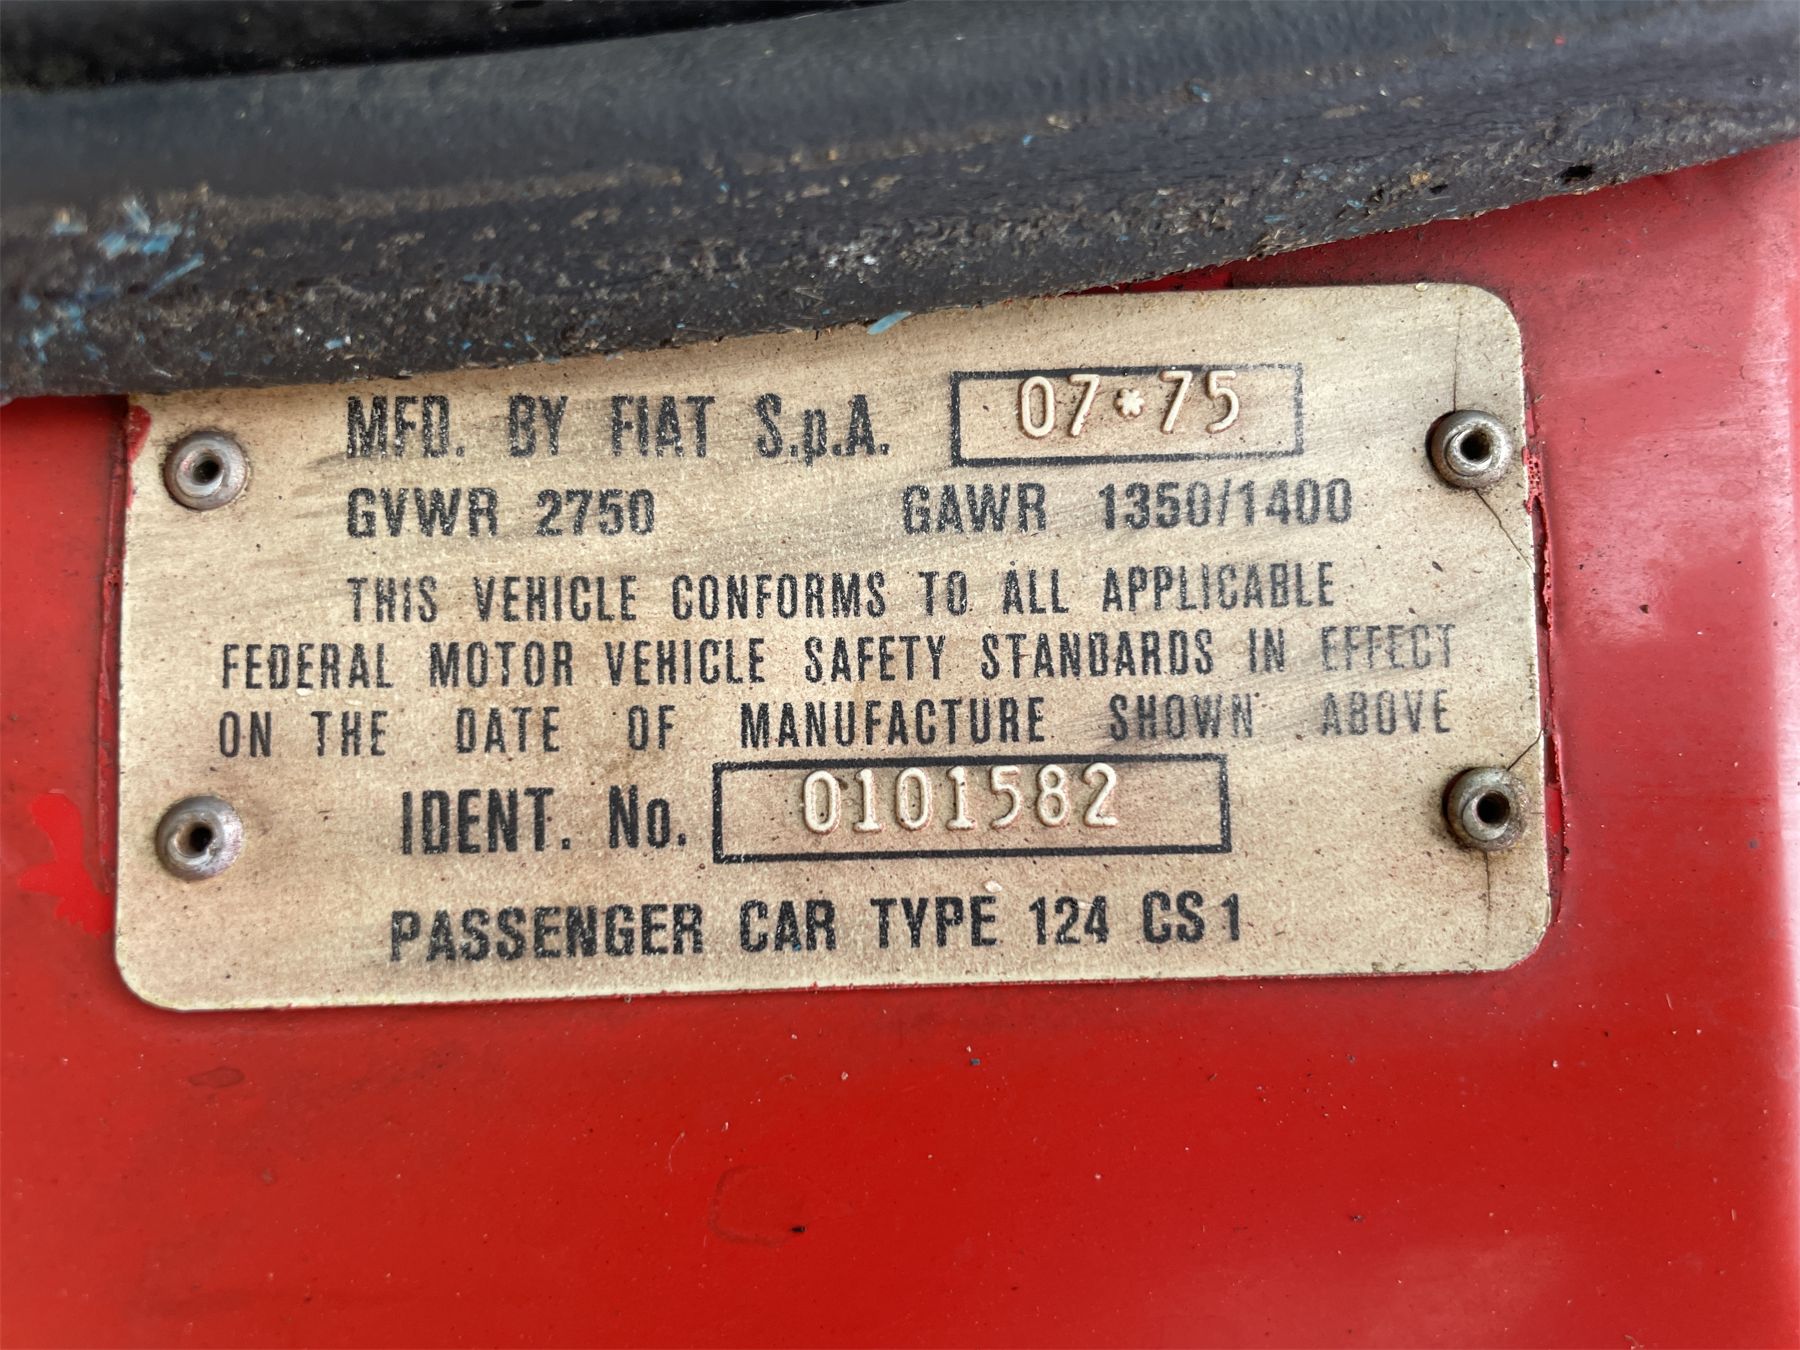 MFD. BY FIAT S.p.A. 07*75
GVWR 2750 GAWR 1350/1400
THIS VEHICLE CONFORMS TO ALL APPLICABLE
FEDERAL MOTOR VEHICLE SAFETY STANDARDS IN EFFECT
ON THE DATE OF MANUFACTURE SHOWN ABOVE
IDENT. No. 0101582
PASSENGER CAR TYPE 124 CS1